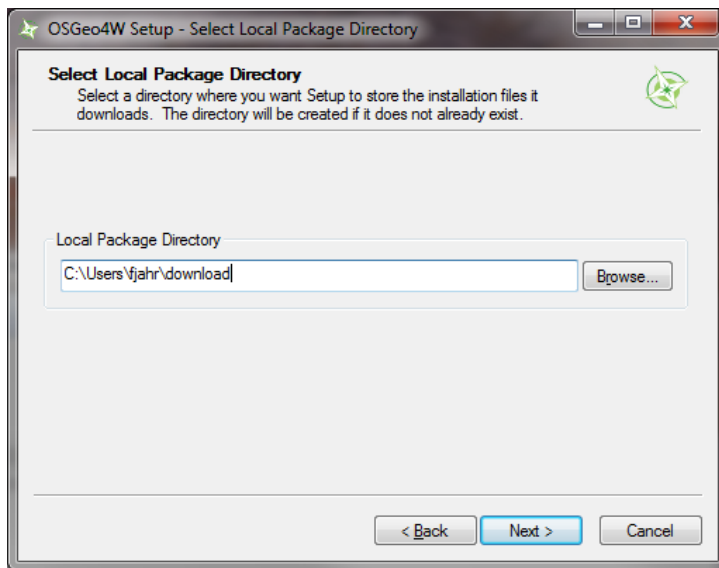 OSGeo4W Setup - Select Local Package Directory
Select Local Package Directory
Select a directory where you want Setup to store the installation files it
downloads. The directory will be created if it does not already exist.
Local Package Directory
C:\Users\fjahr\download
Browse...
< Back
Next >
Cancel